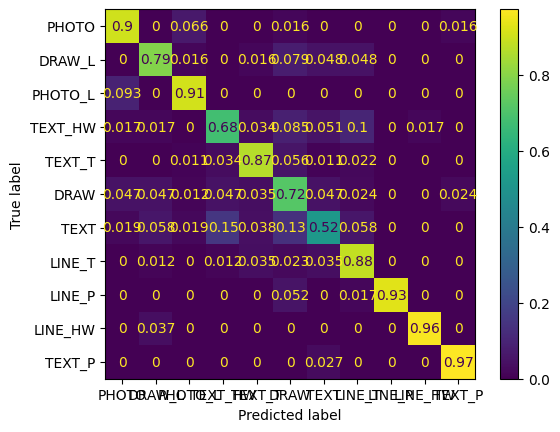 PHOTO 0.9 0 0.066 0 0 0.016 0 0 0 0 0.016
DRAW_L 0 0.79 0.016 0 0.016 0.079 0.048 0.048 0 0 0
PHOTO_L 0.093 0 0.91 0 0 0 0 0 0 0 0
TEXT_HW 0.017 0.017 0 0.68 0.034 0.085 0.051 0.1 0 0.017 0
TEXT_T 0 0 0.011 0.034 0.87 0.056 0.011 0.022 0 0 0
DRAW 0.047 0.047 0.012 0.047 0.035 0.72 0.047 0.024 0 0 0.024
TEXT 0.019 0.058 0.019 0.15 0.038 0.13 0.52 0.058 0 0 0
LINE_T 0 0.012 0 0.012 0.035 0.023 0.035 0.88 0 0 0
LINE_P 0 0 0 0 0 0.052 0 0.017 0.93 0 0
LINE_HW 0 0.037 0 0 0 0 0 0 0 0.96 0
TEXT_P 0 0 0 0 0 0 0.027 0 0 0 0.97
PHOTO DRAW_L PHOTO_L TEXT_HW TEXT_T DRAW TEXT LINE_T LINE_P LINE_HW TEXT_P
Predicted label
True label
0.8
0.6
0.4
0.2
0.0